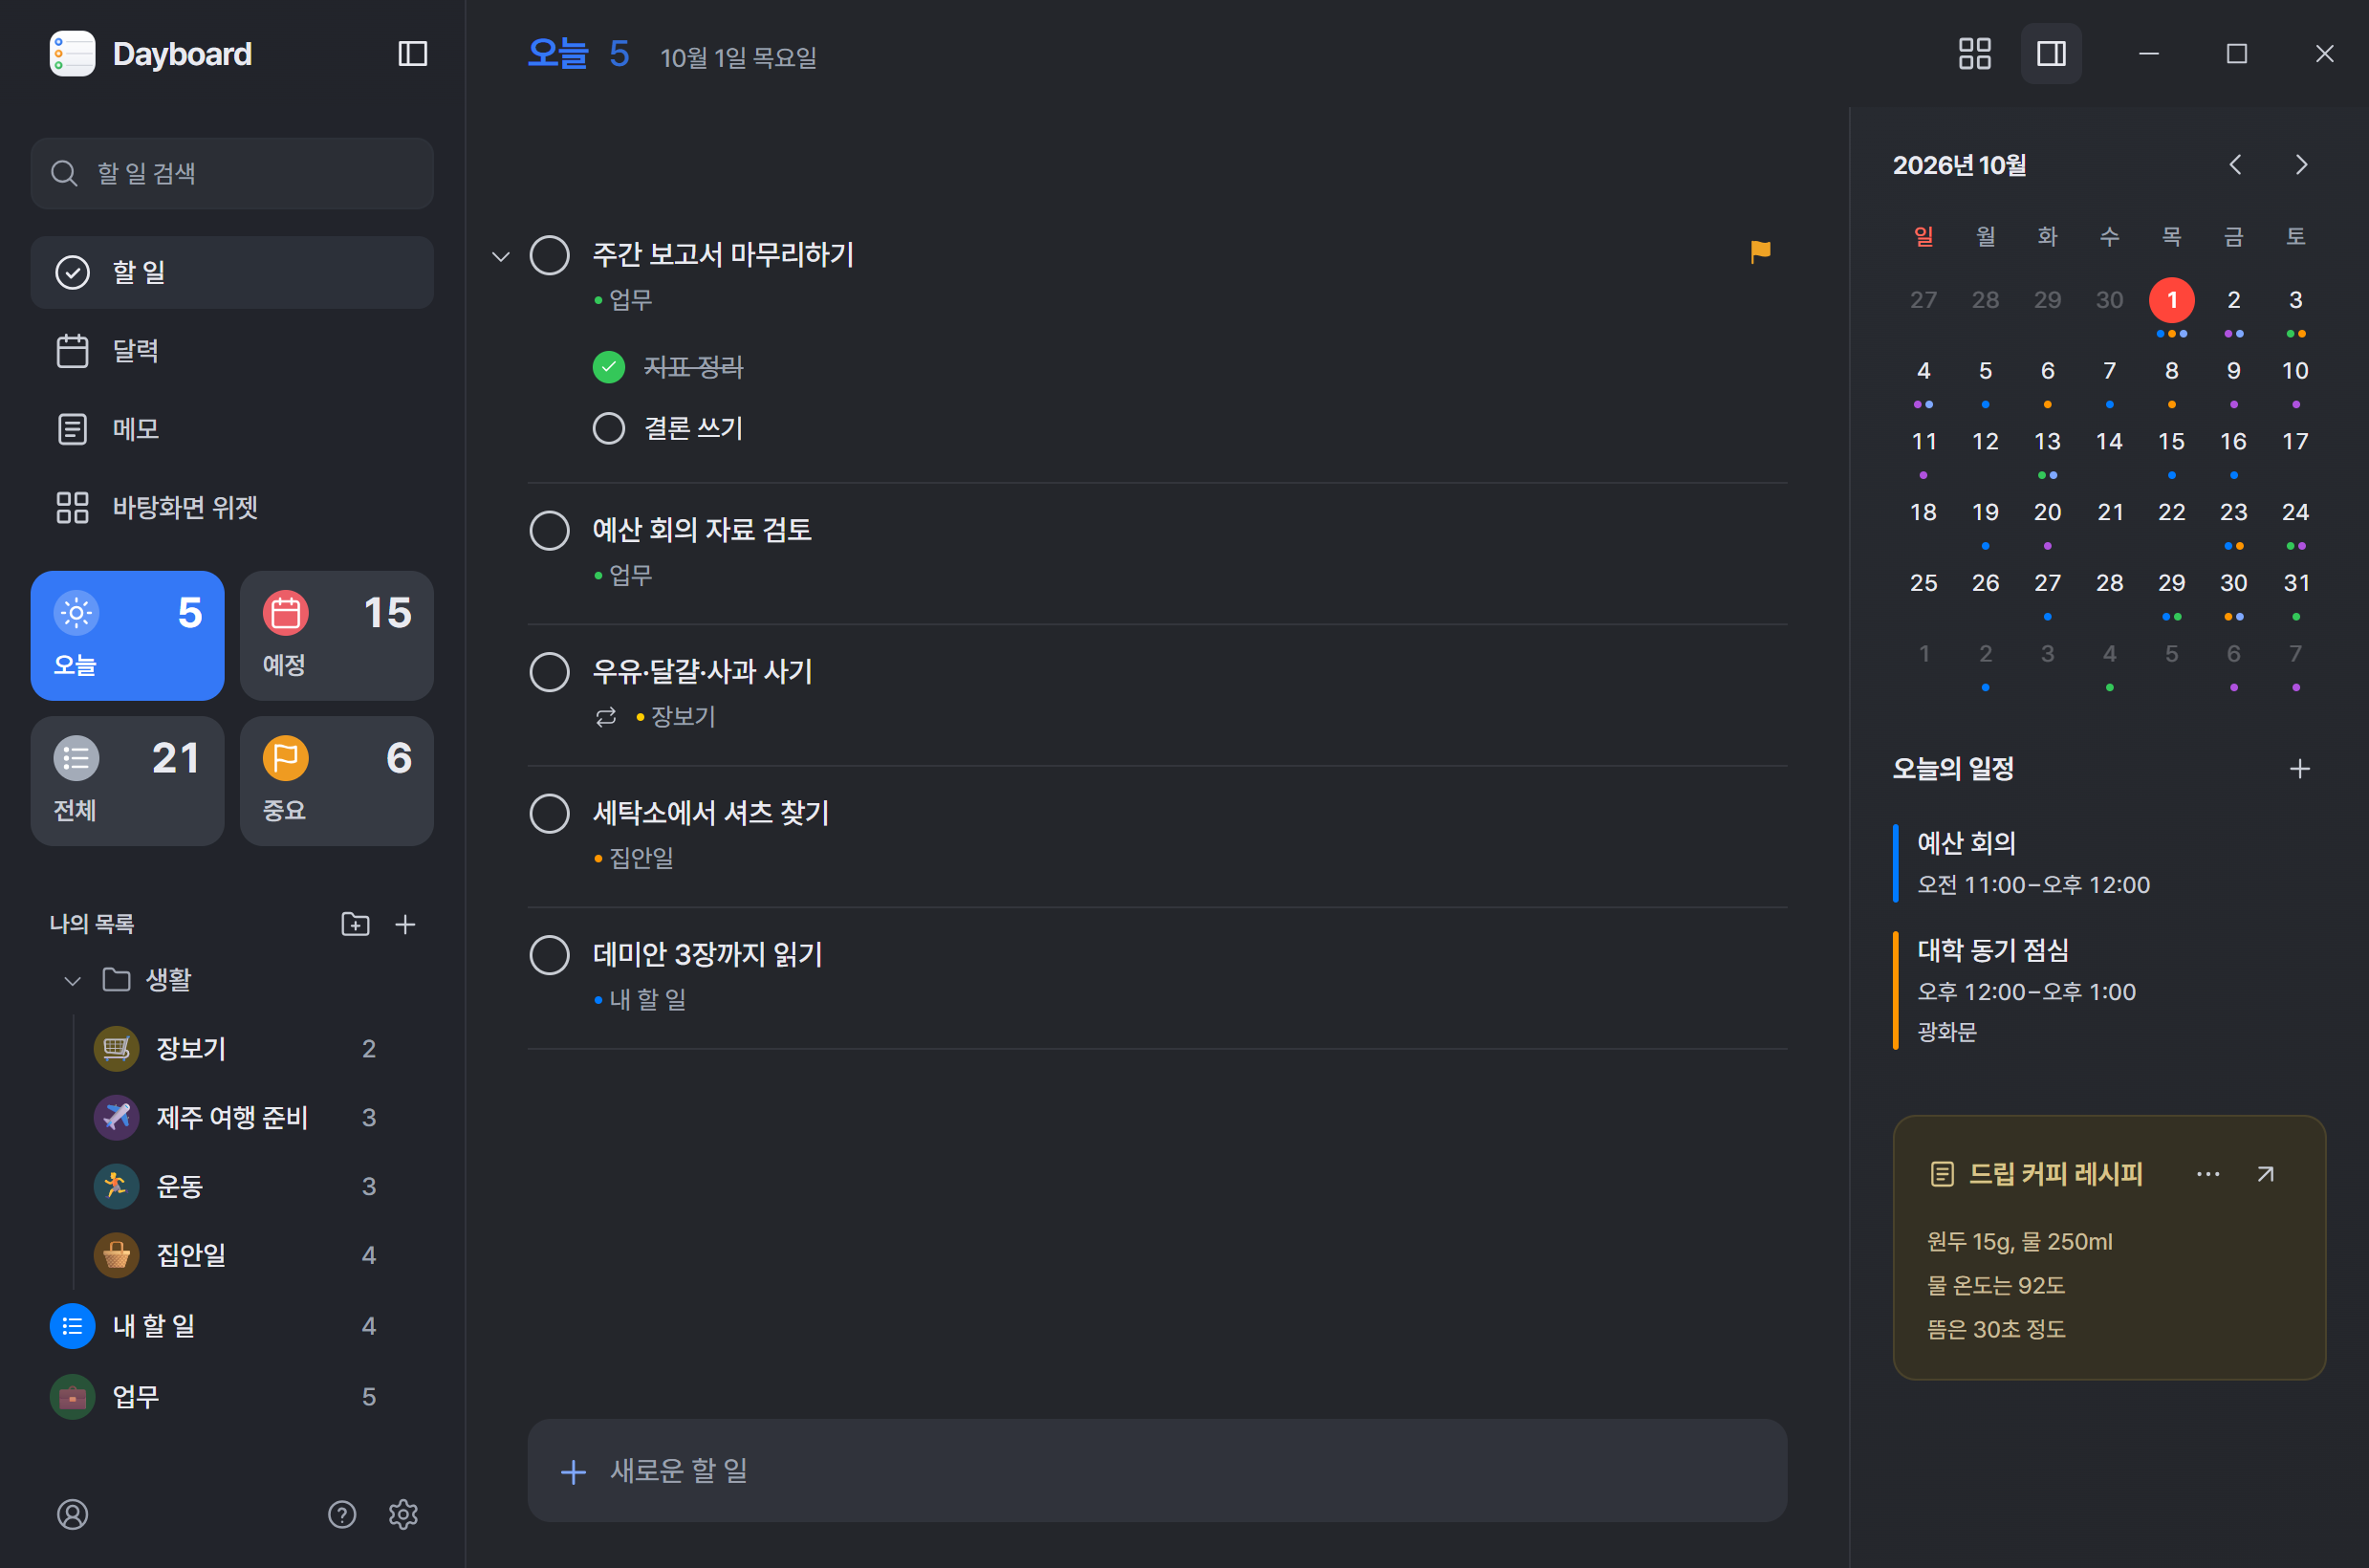 Dayboard
할 일 검색
할 일
달력
메모
바탕화면 위젯
5
오늘
15
예정
21
전체
6
중요
나의 목록
생활
장보기 2
제주 여행 준비 3
운동 3
집안일 4
내 할 일 4
업무 5
오늘 5 10월 1일 목요일
주간 보고서 마무리하기
업무
지표 정리
결론 쓰기
예산 회의 자료 검토
업무
우유·달걀·사과 사기
장보기
세탁소에서 셔츠 찾기
집안일
데미안 3장까지 읽기
내 할 일
새로운 할 일
2026년 10월
일 월 화 수 목 금 토
27 28 29 30 1 2 3
4 5 6 7 8 9 10
11 12 13 14 15 16 17
18 19 20 21 22 23 24
25 26 27 28 29 30 31
1 2 3 4 5 6 7
오늘의 일정
예산 회의
오전 11:00–오후 12:00
대학 동기 점심
오후 12:00–오후 1:00
광화문
드립 커피 레시피
원두 15g, 물 250ml
물 온도는 92도
뜸은 30초 정도